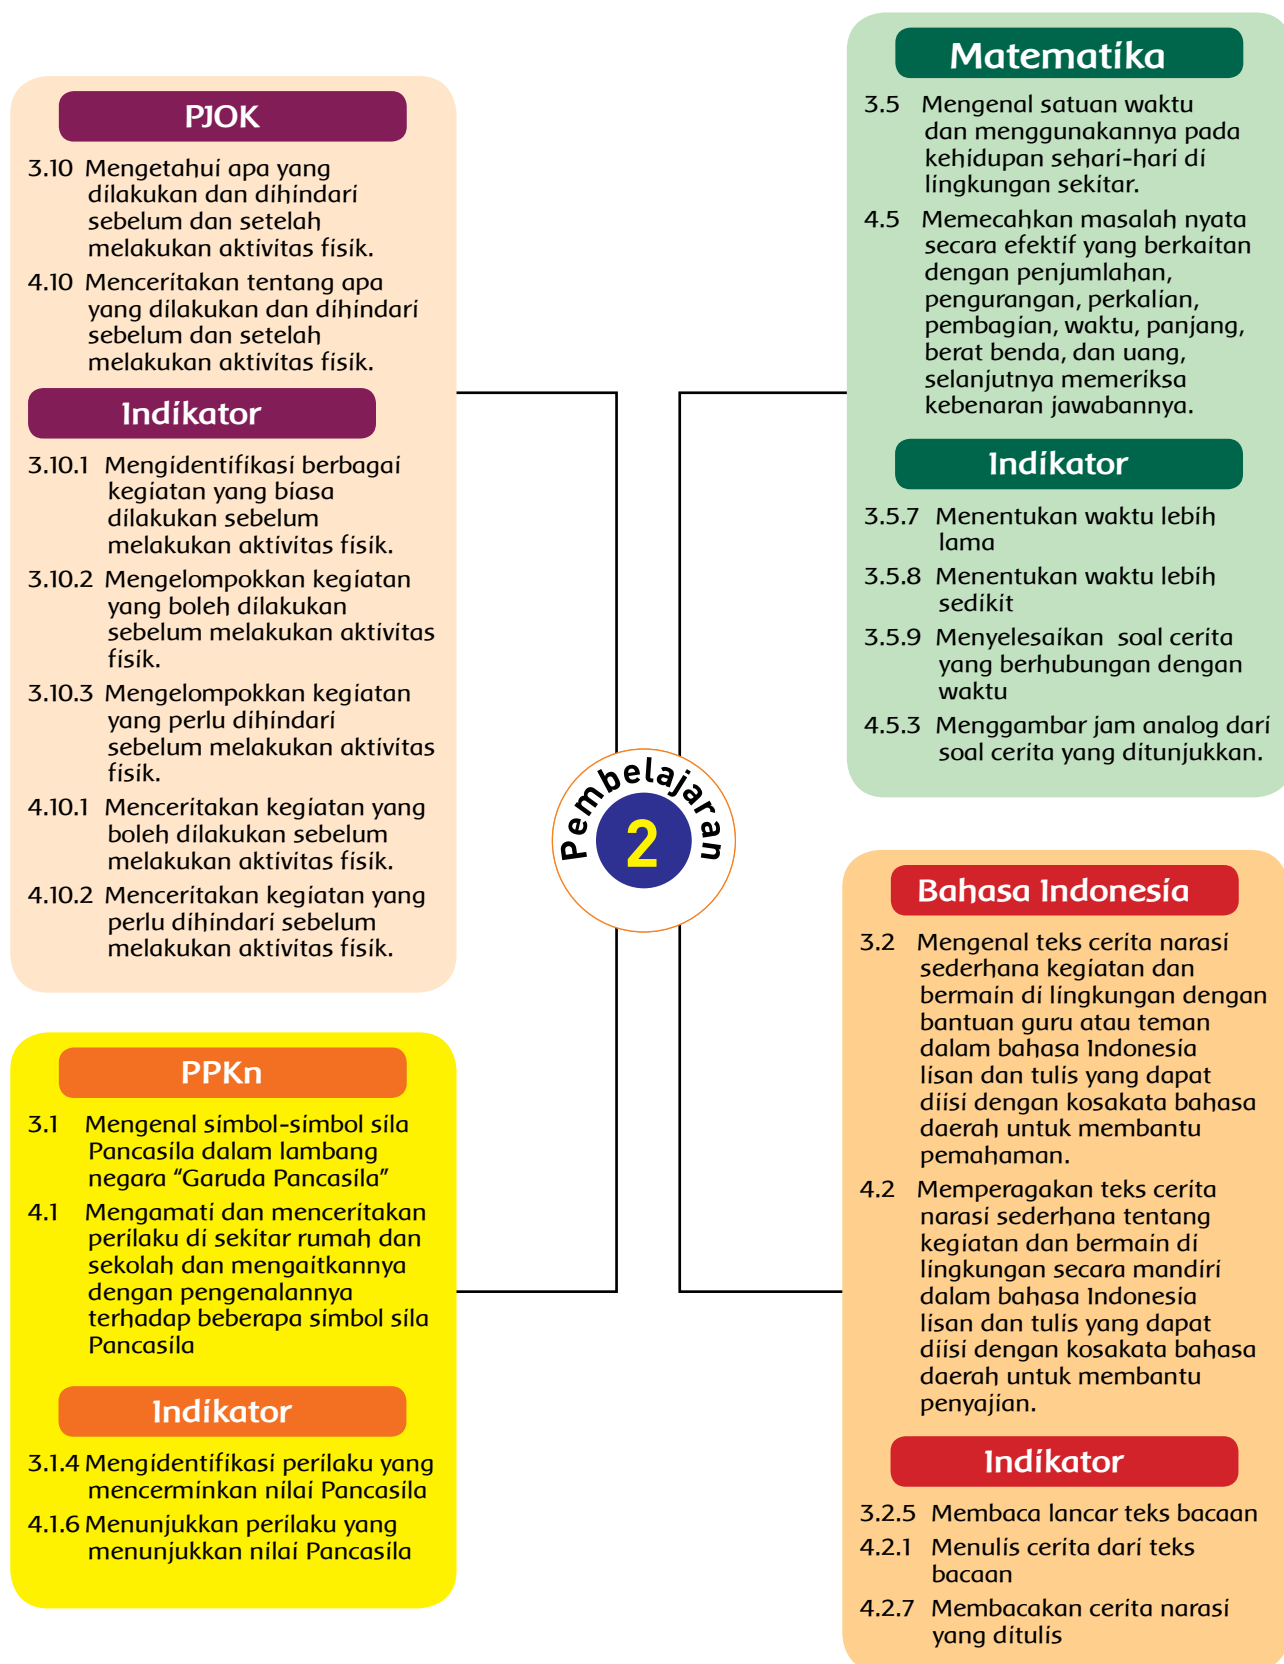 PJOK
3.10 Mengetahui apa yang
dilakukan dan dihindari
sebelum dan setelah
melakukan aktivitas fisik.
4.10 Menceritakan tentang apa
yang dilakukan dan dihindari
sebelum dan setelah
melakukan aktivitas fisik.
Indikator
3.10.1 Mengidentifikasi berbagai
kegiatan yang biasa
dilakukan sebelum
melakukan aktivitas fisik.
3.10.2 Mengelompokkan kegiatan
yang boleh dilakukan
sebelum melakukan aktivitas
fisik.
3.10.3 Mengelompokkan kegiatan
yang perlu dihindari
sebelum melakukan aktivitas
fisik.
4.10.1 Menceritakan kegiatan yang
boleh dilakukan sebelum
melakukan aktivitas fisik.
4.10.2 Menceritakan kegiatan yang
perlu dihindari sebelum
melakukan aktivitas fisik.
PPKn
3.1 Mengenal simbol-simbol sila
Pancasila dalam lambang
negara “Garuda Pancasila”
4.1 Mengamati dan menceritakan
perilaku di sekitar rumah dan
sekolah dan mengaitkannya
dengan pengenalannya
terhadap beberapa simbol sila
Pancasila
Indikator
3.1.4 Mengidentifikasi perilaku yang
mencerminkan nilai Pancasila
4.1.6 Menunjukkan perilaku yang
menunjukkan nilai Pancasila
Pembelajaran
2
Matematika
3.5 Mengenal satuan waktu
dan menggunakannya pada
kehidupan sehari-hari di
lingkungan sekitar.
4.5 Memecahkan masalah nyata
secara efektif yang berkaitan
dengan penjumlahan,
pengurangan, perkalian,
pembagian, waktu, panjang,
berat benda, dan uang,
selanjutnya memeriksa
kebenaran jawabannya.
Indikator
3.5.7 Menentukan waktu lebih
lama
3.5.8 Menentukan waktu lebih
sedikit
3.5.9 Menyelesaikan soal cerita
yang berhubungan dengan
waktu
4.5.3 Menggambar jam analog dari
soal cerita yang ditunjukkan.
Bahasa Indonesia
3.2 Mengenal teks cerita narasi
sederhana kegiatan dan
bermain di lingkungan dengan
bantuan guru atau teman
dalam bahasa Indonesia
lisan dan tulis yang dapat
diisi dengan kosakata bahasa
daerah untuk membantu
pemahaman.
4.2 Memperagakan teks cerita
narasi sederhana tentang
kegiatan dan bermain di
lingkungan secara mandiri
dalam bahasa Indonesia
lisan dan tulis yang dapat
diisi dengan kosakata bahasa
daerah untuk membantu
penyajian.
Indikator
3.2.5 Membaca lancar teks bacaan
4.2.1 Menulis cerita dari teks
bacaan
4.2.7 Membacakan cerita narasi
yang ditulis